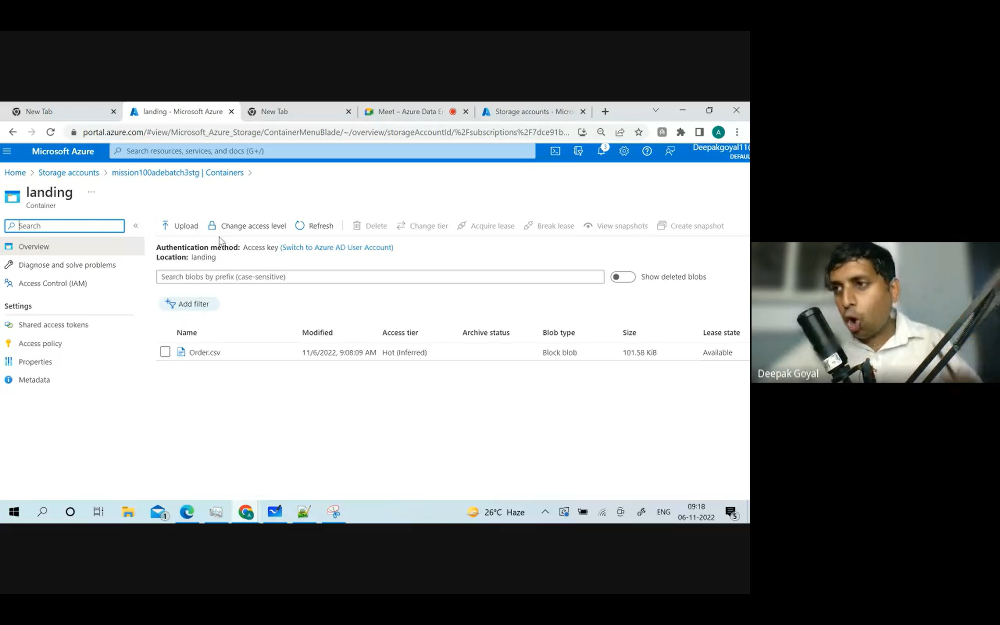 New Tab
landing - Microsoft Azure
New Tab
Meet – Azure Data E
Storage accounts - Micro
portal.azure.com/#view/Microsoft_Azure_Storage/ContainerMenuBlade/~/overview/storageAccountId/%2Fsubscriptions%2F7dce91b...
A
Microsoft Azure
Search resources, services, and docs (G+/)
3
Deepakgoyal11
DEFAUL
Home > Storage accounts > mission100adebatch3stg | Containers >
landing ...
Container
Search
«
Upload
Change access level
Refresh
Delete
Change tier
Acquire lease
Break lease
View snapshots
Create snapshot
Overview
Diagnose and solve problems
Access Control (IAM)
Settings
Shared access tokens
Access policy
Properties
Metadata
Authentication method: Access key (Switch to Azure AD User Account)
Location: landing
Search blobs by prefix (case-sensitive)
Show deleted blobs
Add filter
Name Modified Access tier Archive status Blob type Size Lease state
Order.csv 11/6/2022, 9:08:09 AM Hot (Inferred) Block blob 101.58 KiB Available
Deepak Goyal
1
26°C Haze
ENG
09:18
06-11-2022
5